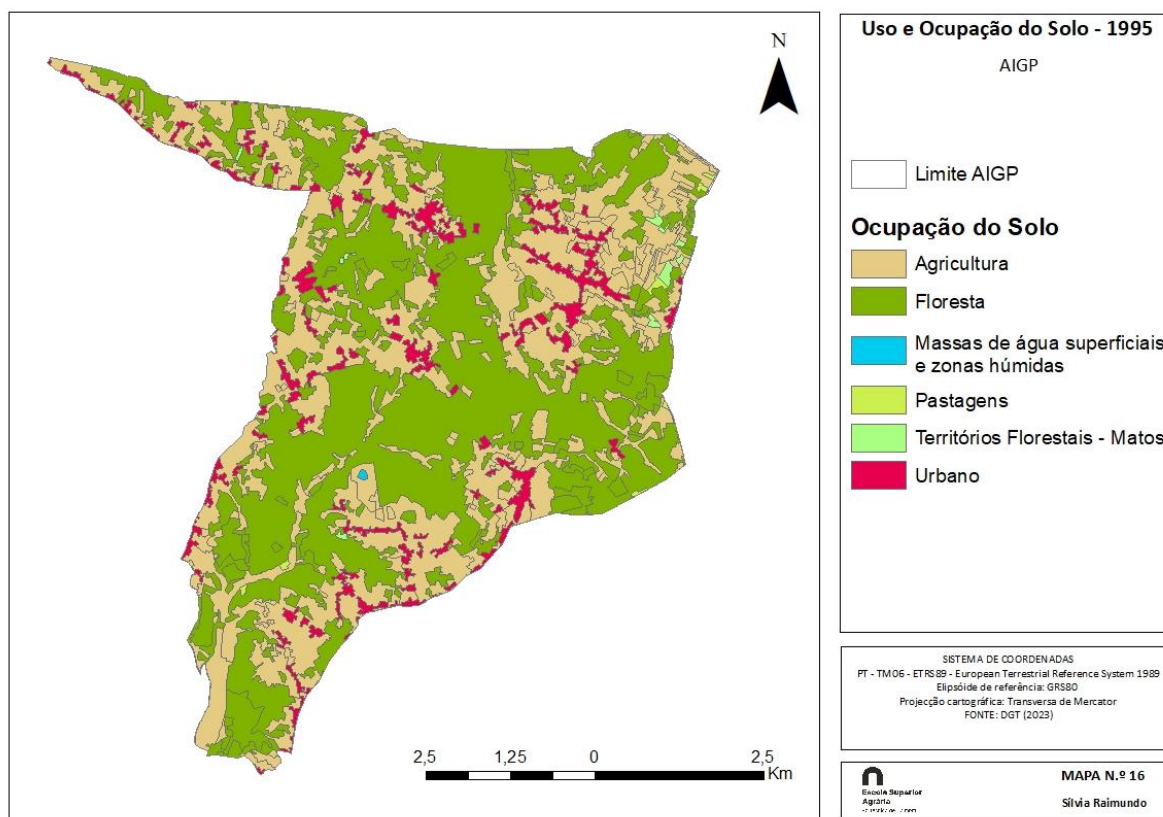 Uso e Ocupação do Solo - 1995
AIGP
N
Limite AIGP
Ocupação do Solo
Agricultura
Floresta
Massas de água superficiais
e zonas húmidas
Pastagens
Territórios Florestais - Matos
Urbano
2,5 1,25 0 2,5
Km
SISTEMA DE COORDENADAS
PT - TM06 - ETRS89 - European Terrestrial Reference System 1989
Elipsóide de referência: GRS80
Projecção cartográfica: Transversa de Mercator
FONTE: DGT (2023)
Escola Superior
Agrária
MAPA N.º 16
Sílvia Raimundo